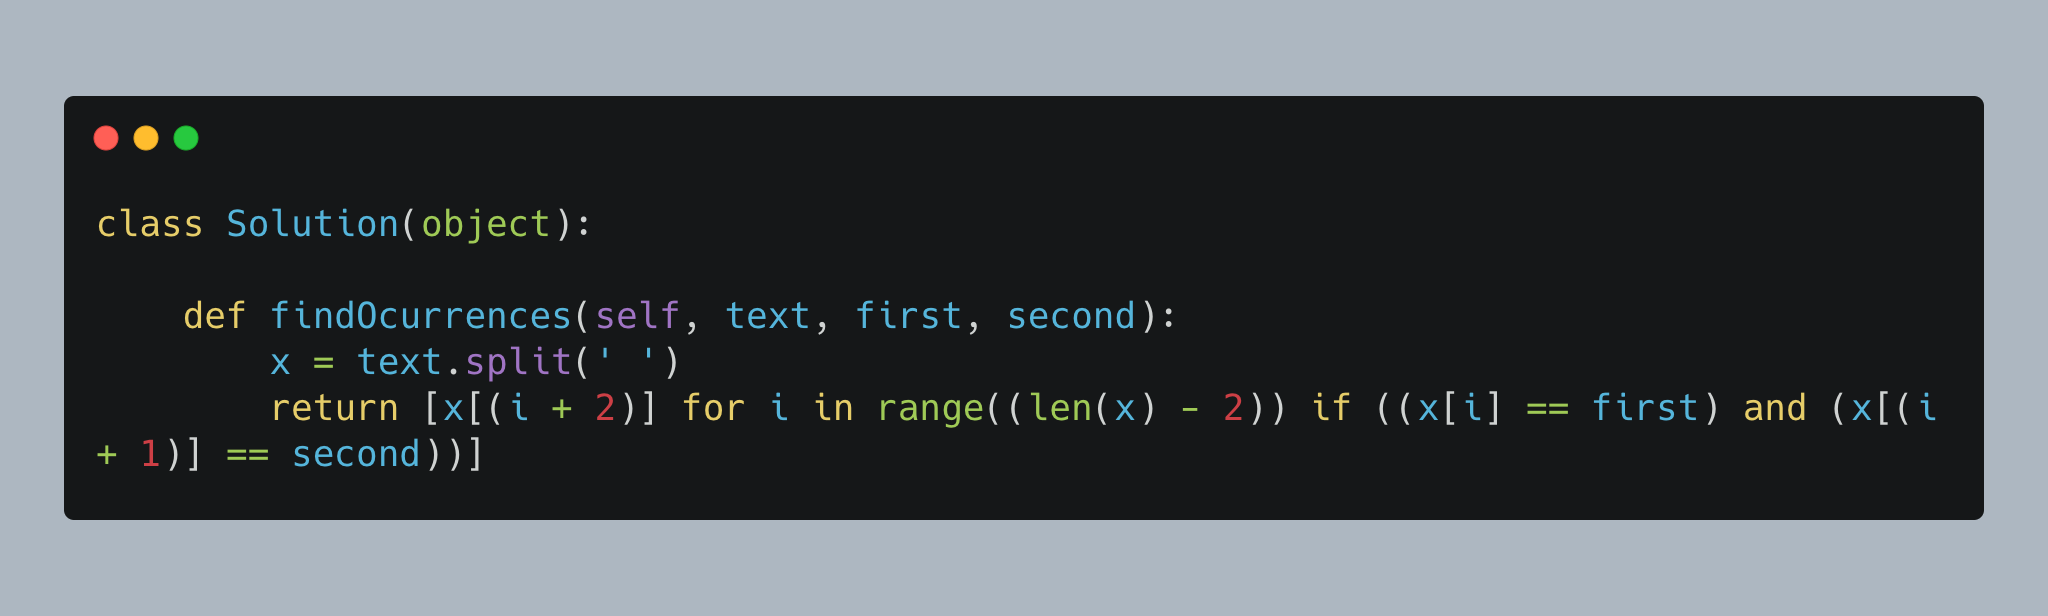 class Solution(object):

    def findOcurrences(self, text, first, second):
        x = text.split(' ')
        return [x[(i + 2)] for i in range((len(x) - 2)) if ((x[i] == first) and (x[(i
+ 1)] == second))]